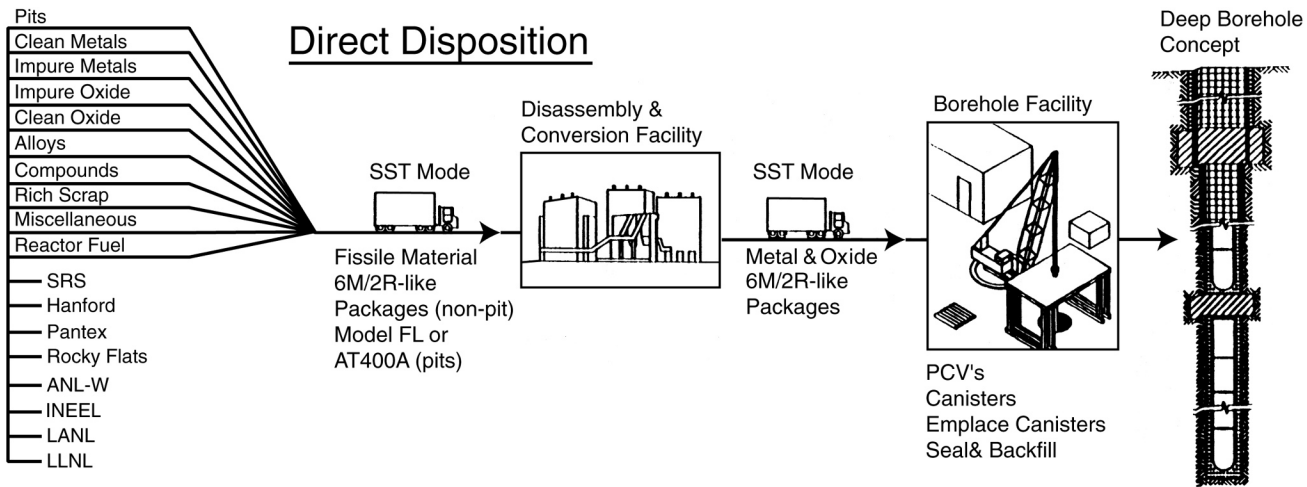 Pits
Clean Metals
Impure Metals
Impure Oxide
Clean Oxide
Alloys
Compounds
Rich Scrap
Miscellaneous
Reactor Fuel
SRS
Hanford
Pantex
Rocky Flats
ANL-W
INEEL
LANL
LLNL
Direct Disposition
SST Mode
Fissile Material
6M/2R-like
Packages (non-pit)
Model FL or
AT400A (pits)
Disassembly &
Conversion Facility
SST Mode
Metal & Oxide
6M/2R-like
Packages
Borehole Facility
PCV's
Canisters
Emplace Canisters
Seal& Backfill
Deep Borehole
Concept